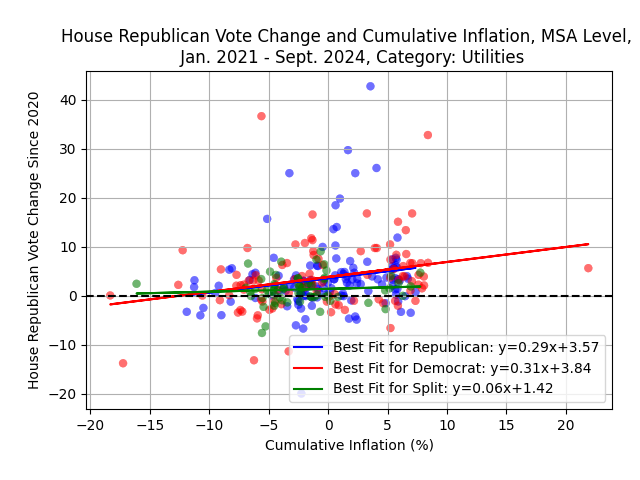 House Republican Vote Change and Cumulative Inflation, MSA Level,
Jan. 2021 - Sept. 2024, Category: Utilities
House Republican Vote Change Since 2020
40
30
20
10
0
−10
−20
Best Fit for Republican: y=0.29x+3.57
Best Fit for Democrat: y=0.31x+3.84
Best Fit for Split: y=0.06x+1.42
−20
−15
−10
−5
0
5
10
15
20
Cumulative Inflation (%)